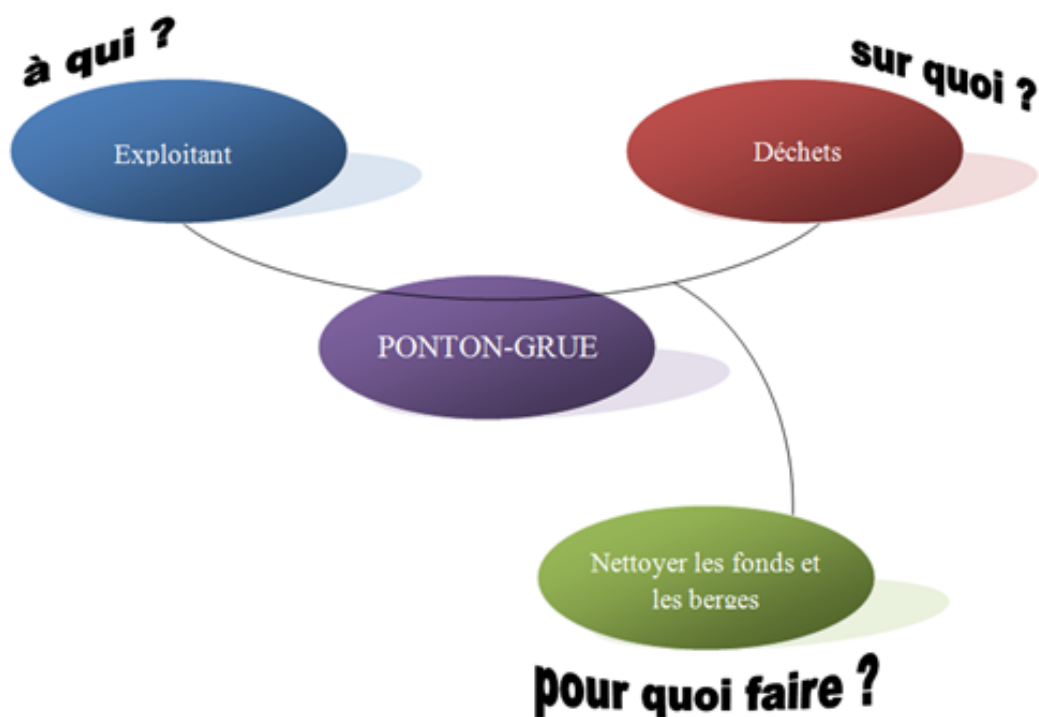 à qui ?
sur quoi ?
Exploitant
Déchets
PONTON-GRUE
Nettoyer les fonds et
les berges
pour quoi faire ?